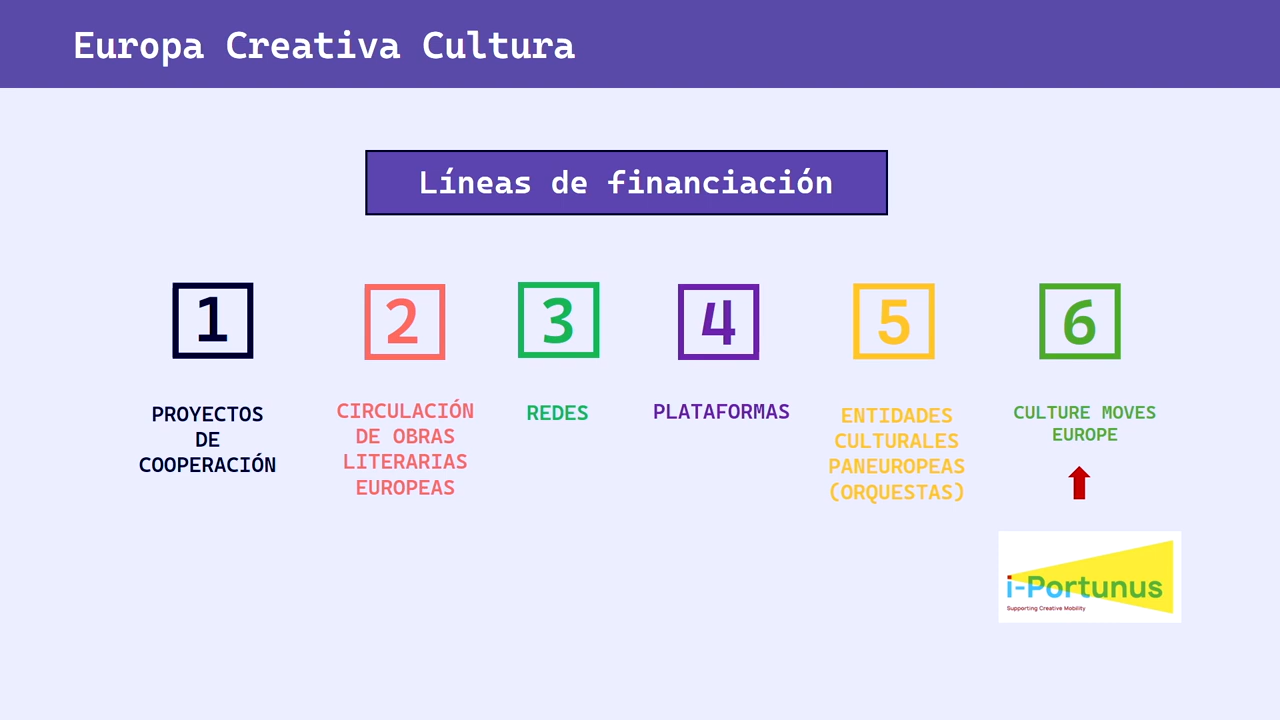 Europa Creativa Cultura
Líneas de financiación
1
PROYECTOS
DE
COOPERACIÓN
2
CIRCULACIÓN
DE OBRAS
LITERARIAS
EUROPEAS
3
REDES
4
PLATAFORMAS
5
ENTIDADES
CULTURALES
PANEUROPEAS
(ORQUESTAS)
6
CULTURE MOVES
EUROPE
i-Portunus
Supporting Creative Mobility